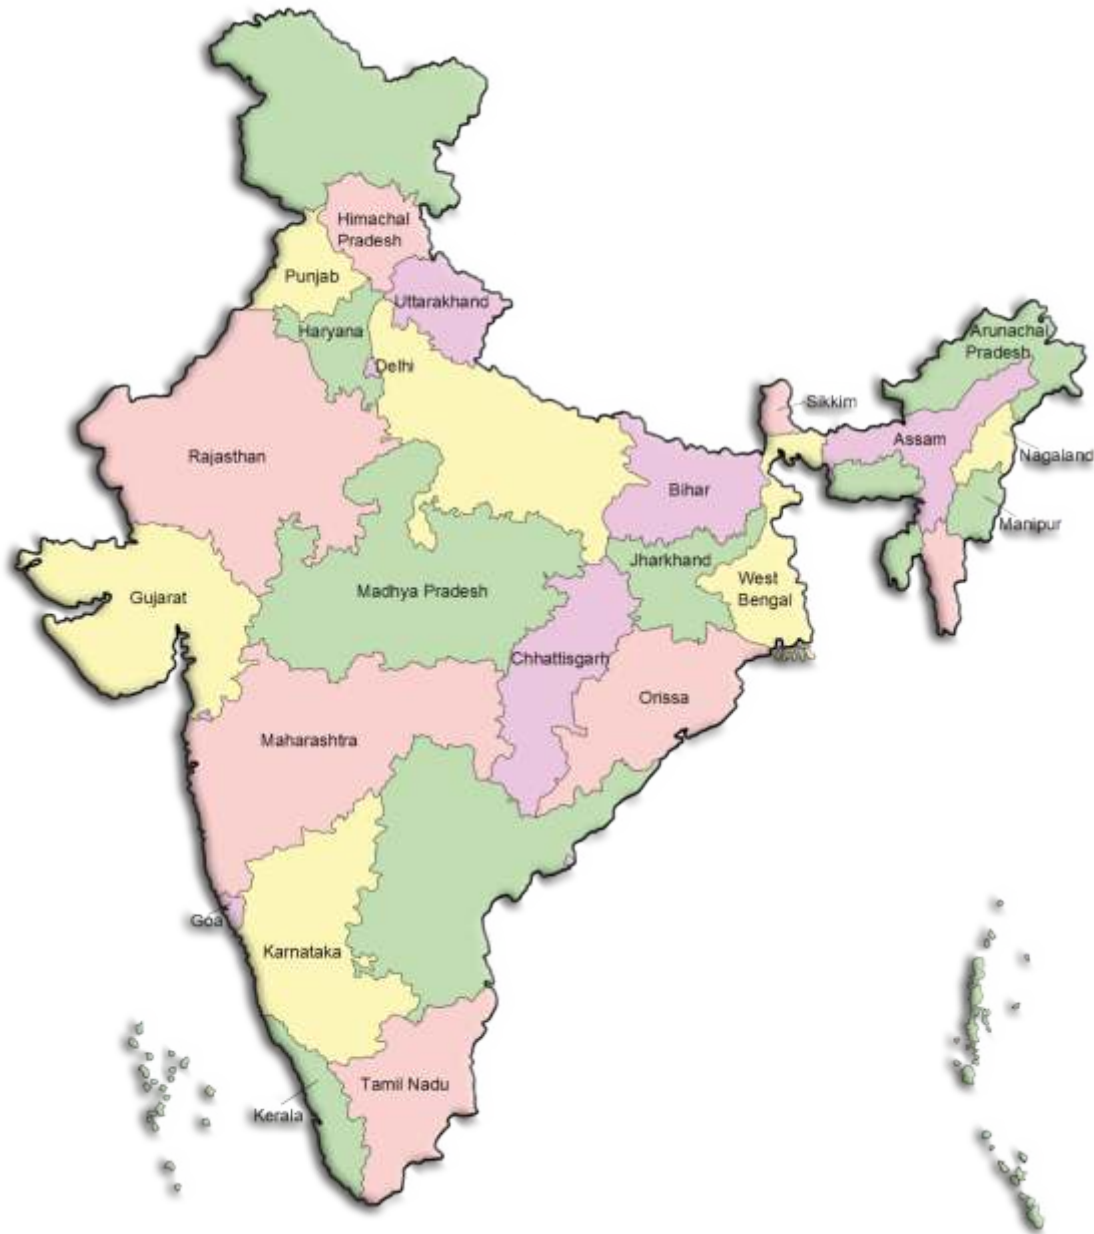 Himachal
Pradesh
Punjab
Uttarakhand
Haryana
Delhi
Arunachal
Pradesh
Sikkim
Rajasthan
Assam
Nagaland
Bihar
Manipur
Jharkhand
Gujarat
Madhya Pradesh
West
Bengal
Chhattisgarh
Orissa
Maharashtra
Goa
Karnataka
Tamil Nadu
Kerala